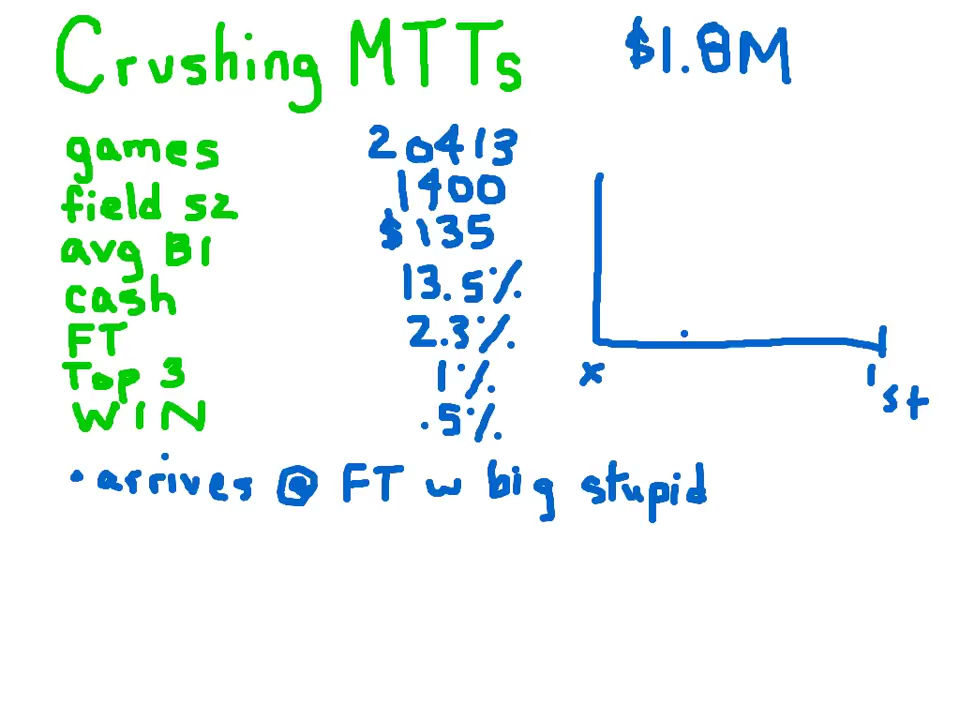 Crushing MTTs $1.8M
games 20413
field sz 1400
avg BI $135
cash 13.5%
FT 2.3%
Top 3 1%
WIN .5%
x 1st
• arrives @ FT w big stupid